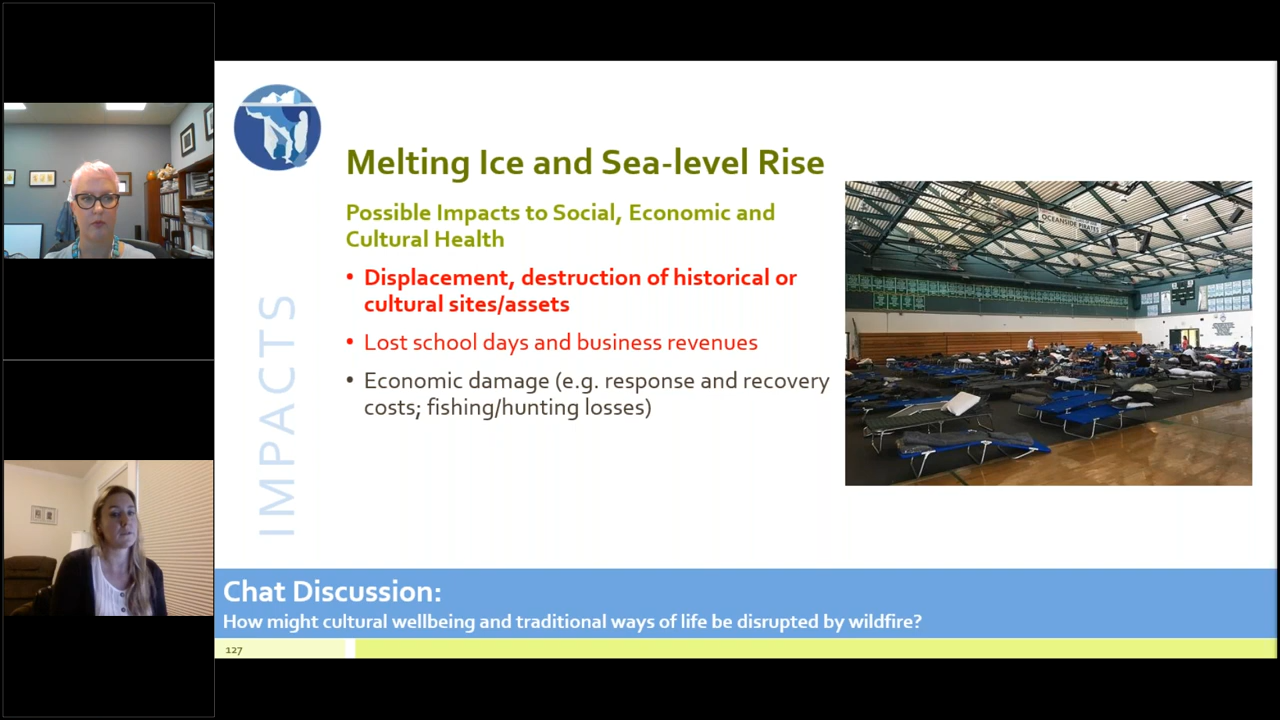 Melting Ice and Sea-level Rise
Possible Impacts to Social, Economic and
Cultural Health
• Displacement, destruction of historical or
cultural sites/assets
• Lost school days and business revenues
• Economic damage (e.g. response and recovery
costs; fishing/hunting losses)
IMPACTS
OCEANSIDE PIRATES
Chat Discussion:
How might cultural wellbeing and traditional ways of life be disrupted by wildfire?
127